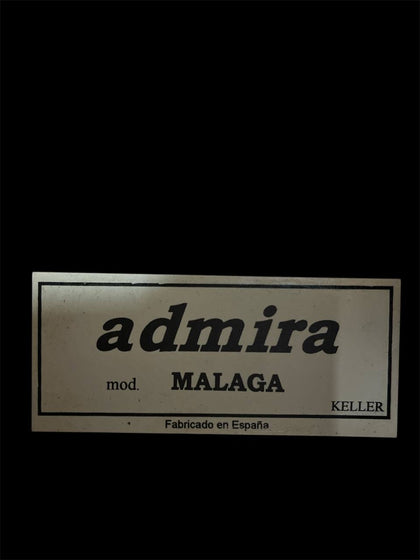 admira
mod. MALAGA
KELLER
Fabricado en España